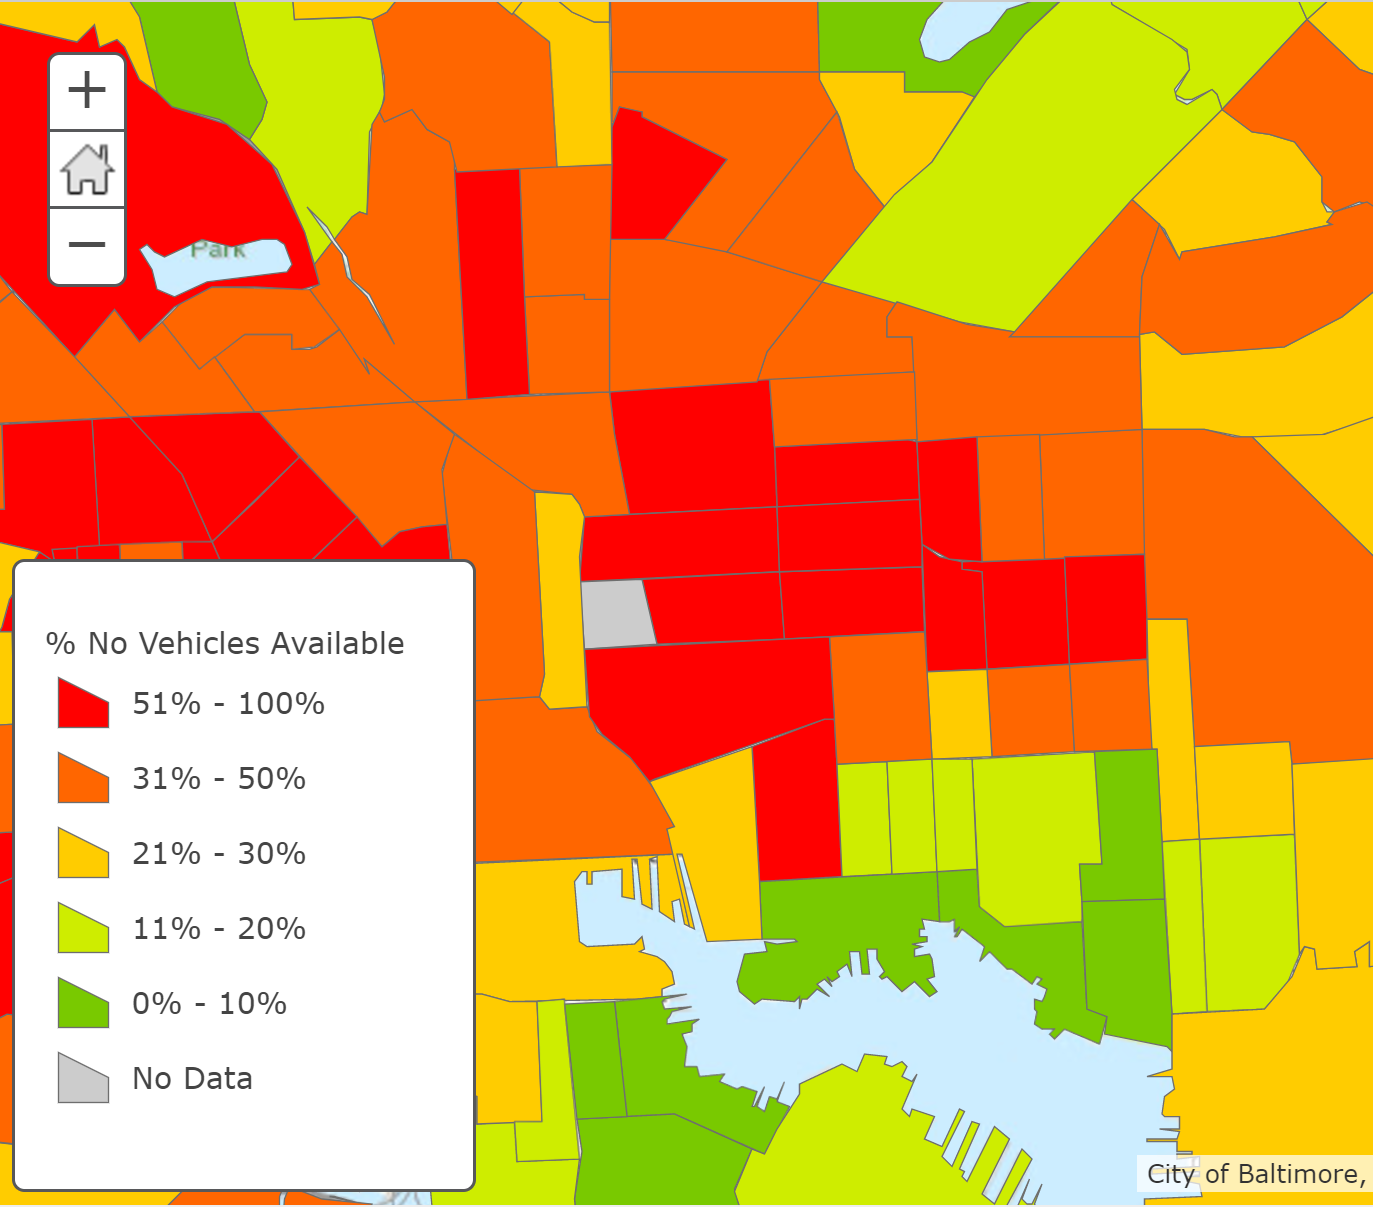 +
Park
−
% No Vehicles Available
51% - 100%
31% - 50%
21% - 30%
11% - 20%
0% - 10%
No Data
City of Baltimore,